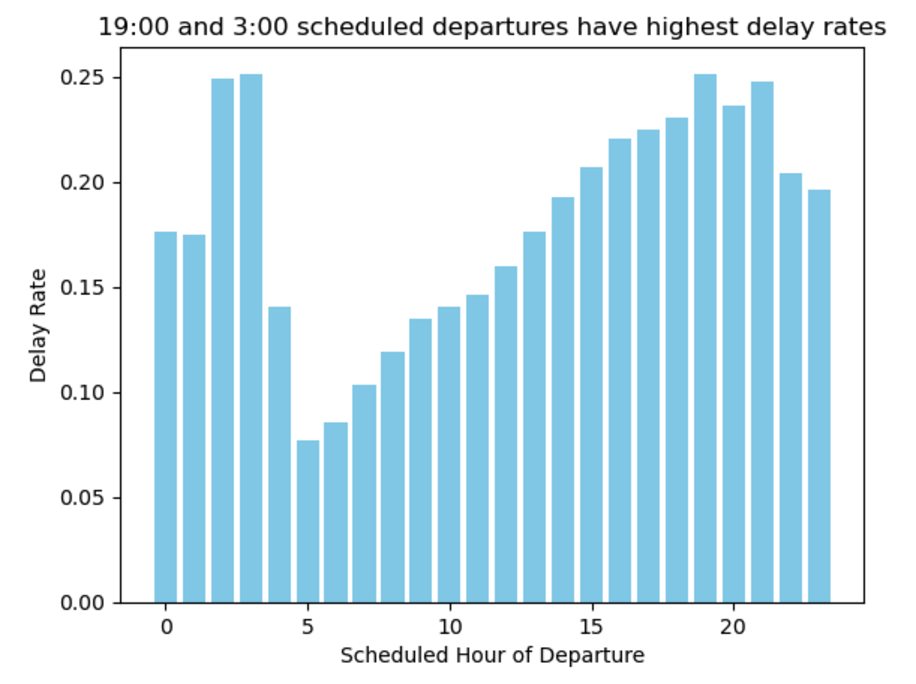 19:00 and 3:00 scheduled departures have highest delay rates
0.25
0.20
0.15
0.10
0.05
0.00
Delay Rate
0 5 10 15 20
Scheduled Hour of Departure